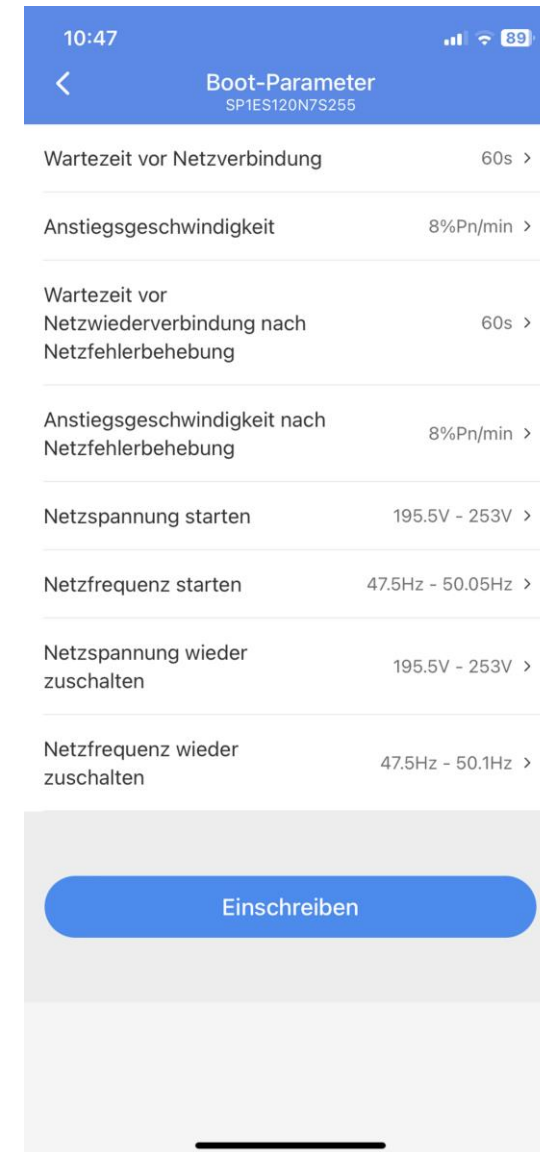 10:47
89
Boot-Parameter
SP1ES120N7S255
Wartezeit vor Netzverbindung 60s >
Anstiegsgeschwindigkeit 8%Pn/min >
Wartezeit vor
Netzwiederverbindung nach 60s >
Netzfehlerbehebung
Anstiegsgeschwindigkeit nach
Netzfehlerbehebung 8%Pn/min >
Netzspannung starten 195.5V - 253V >
Netzfrequenz starten 47.5Hz - 50.05Hz >
Netzspannung wieder
zuschalten 195.5V - 253V >
Netzfrequenz wieder
zuschalten 47.5Hz - 50.1Hz >
Einschreiben